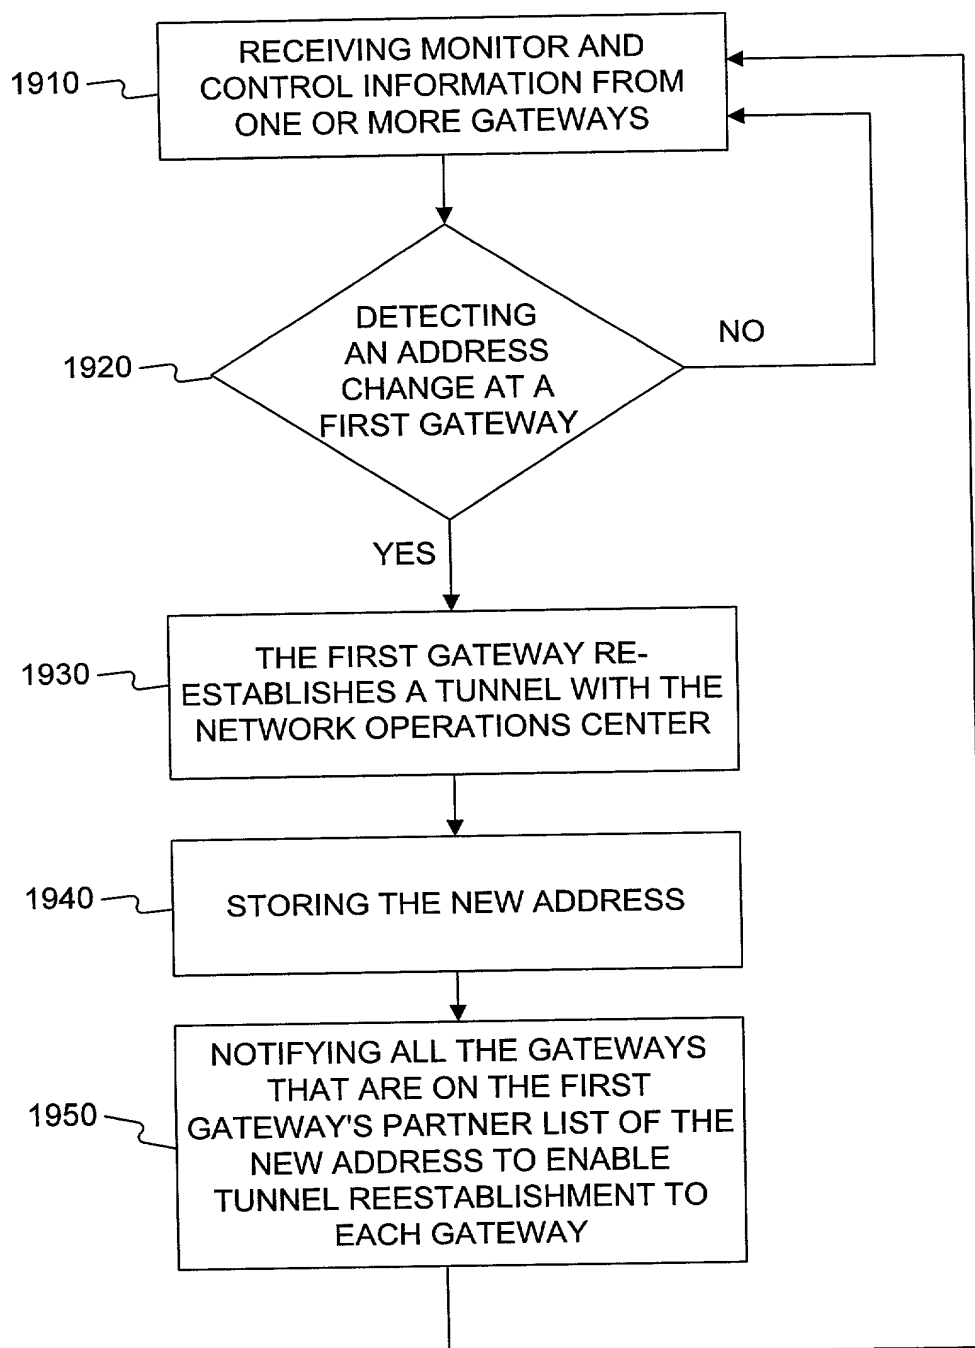 1910
RECEIVING MONITOR AND
CONTROL INFORMATION FROM
ONE OR MORE GATEWAYS
1920
DETECTING
AN ADDRESS
CHANGE AT A
FIRST GATEWAY
NO
YES
1930
THE FIRST GATEWAY RE-
ESTABLISHES A TUNNEL WITH THE
NETWORK OPERATIONS CENTER
1940
STORING THE NEW ADDRESS
1950
NOTIFYING ALL THE GATEWAYS
THAT ARE ON THE FIRST
GATEWAY'S PARTNER LIST OF THE
NEW ADDRESS TO ENABLE
TUNNEL REESTABLISHMENT TO
EACH GATEWAY